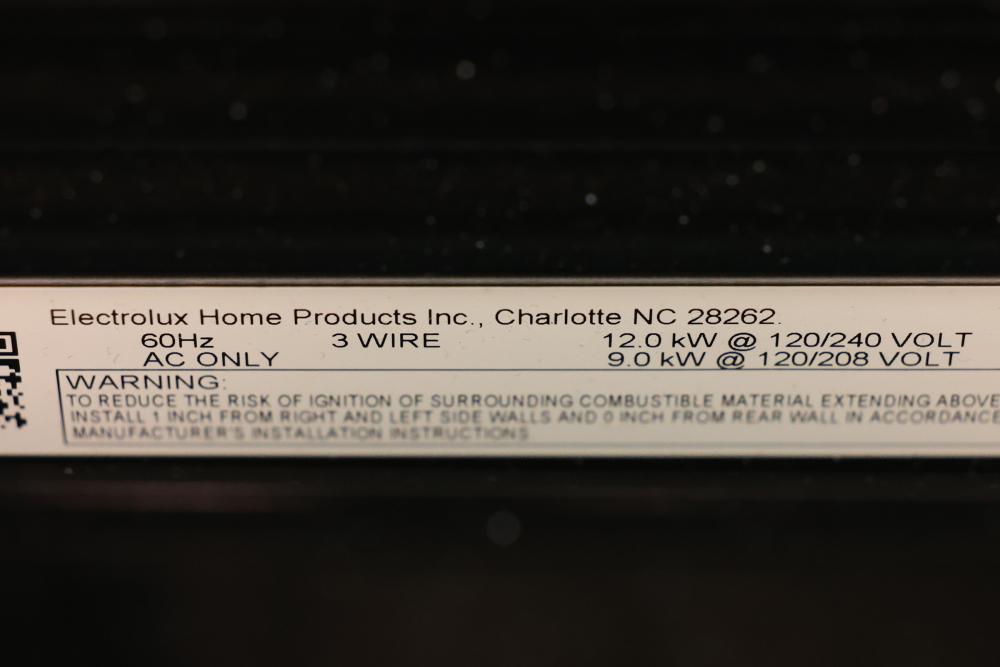 Electrolux Home Products Inc., Charlotte NC 28262.
60Hz 3 WIRE 12.0 kW @ 120/240 VOLT
AC ONLY 9.0 kW @ 120/208 VOLT
WARNING:
TO REDUCE THE RISK OF IGNITION OF SURROUNDING COMBUSTIBLE MATERIAL EXTENDING ABOVE
INSTALL 1 INCH FROM RIGHT AND LEFT SIDE WALLS AND 0 INCH FROM REAR WALL IN ACCORDANCE
MANUFACTURER'S INSTALLATION INSTRUCTIONS